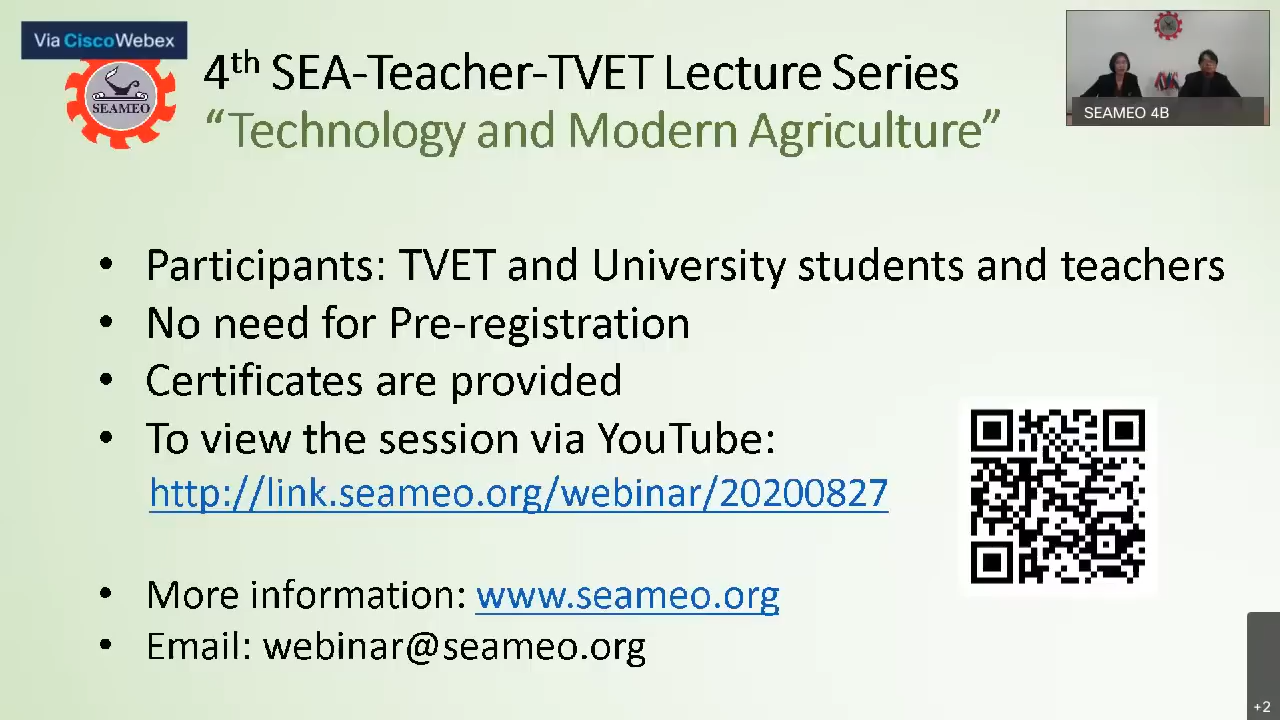 Via CiscoWebex
SEAMEO
4th SEA-Teacher-TVET Lecture Series
“Technology and Modern Agriculture”
SEAMEO 4B
• Participants: TVET and University students and teachers
• No need for Pre-registration
• Certificates are provided
• To view the session via YouTube:
http://link.seameo.org/webinar/20200827
• More information: www.seameo.org
• Email: webinar@seameo.org
+2